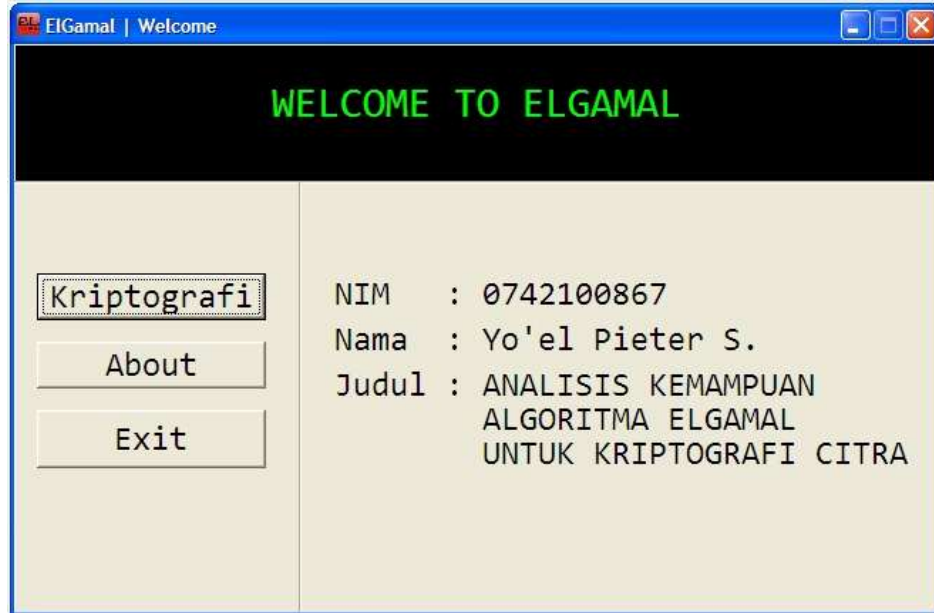 ElGamal | Welcome
WELCOME TO ELGAMAL
Kriptografi
About
Exit
NIM : 0742100867
Nama : Yo'el Pieter S.
Judul : ANALISIS KEMAMPUAN
ALGORITMA ELGAMAL
UNTUK KRIPTOGRAFI CITRA